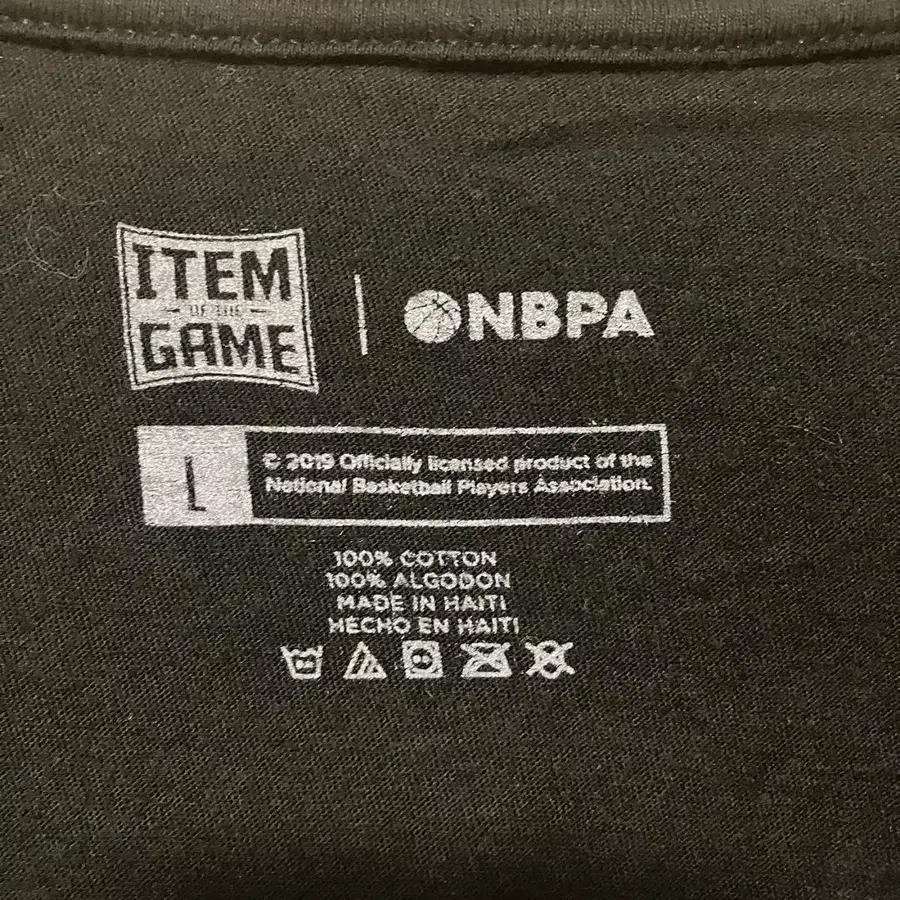 ITEM
OF THE
GAME
NBPA
L
© 2019 Officially licensed product of the
National Basketball Players Association.
100% COTTON
100% ALGODON
MADE IN HAITI
HECHO EN HAITI